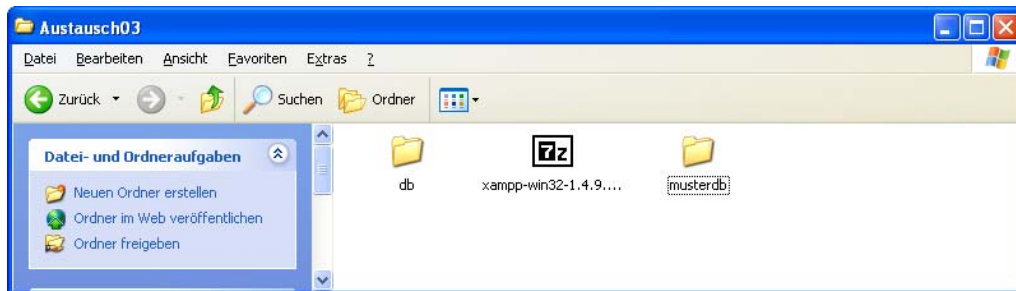 Austausch03
Datei Bearbeiten Ansicht Favoriten Extras ?
Zurück Suchen Ordner
Datei- und Ordneraufgaben
Neuen Ordner erstellen
Ordner im Web veröffentlichen
Ordner freigeben
7z
db xampp-win32-1.4.9.... musterdb